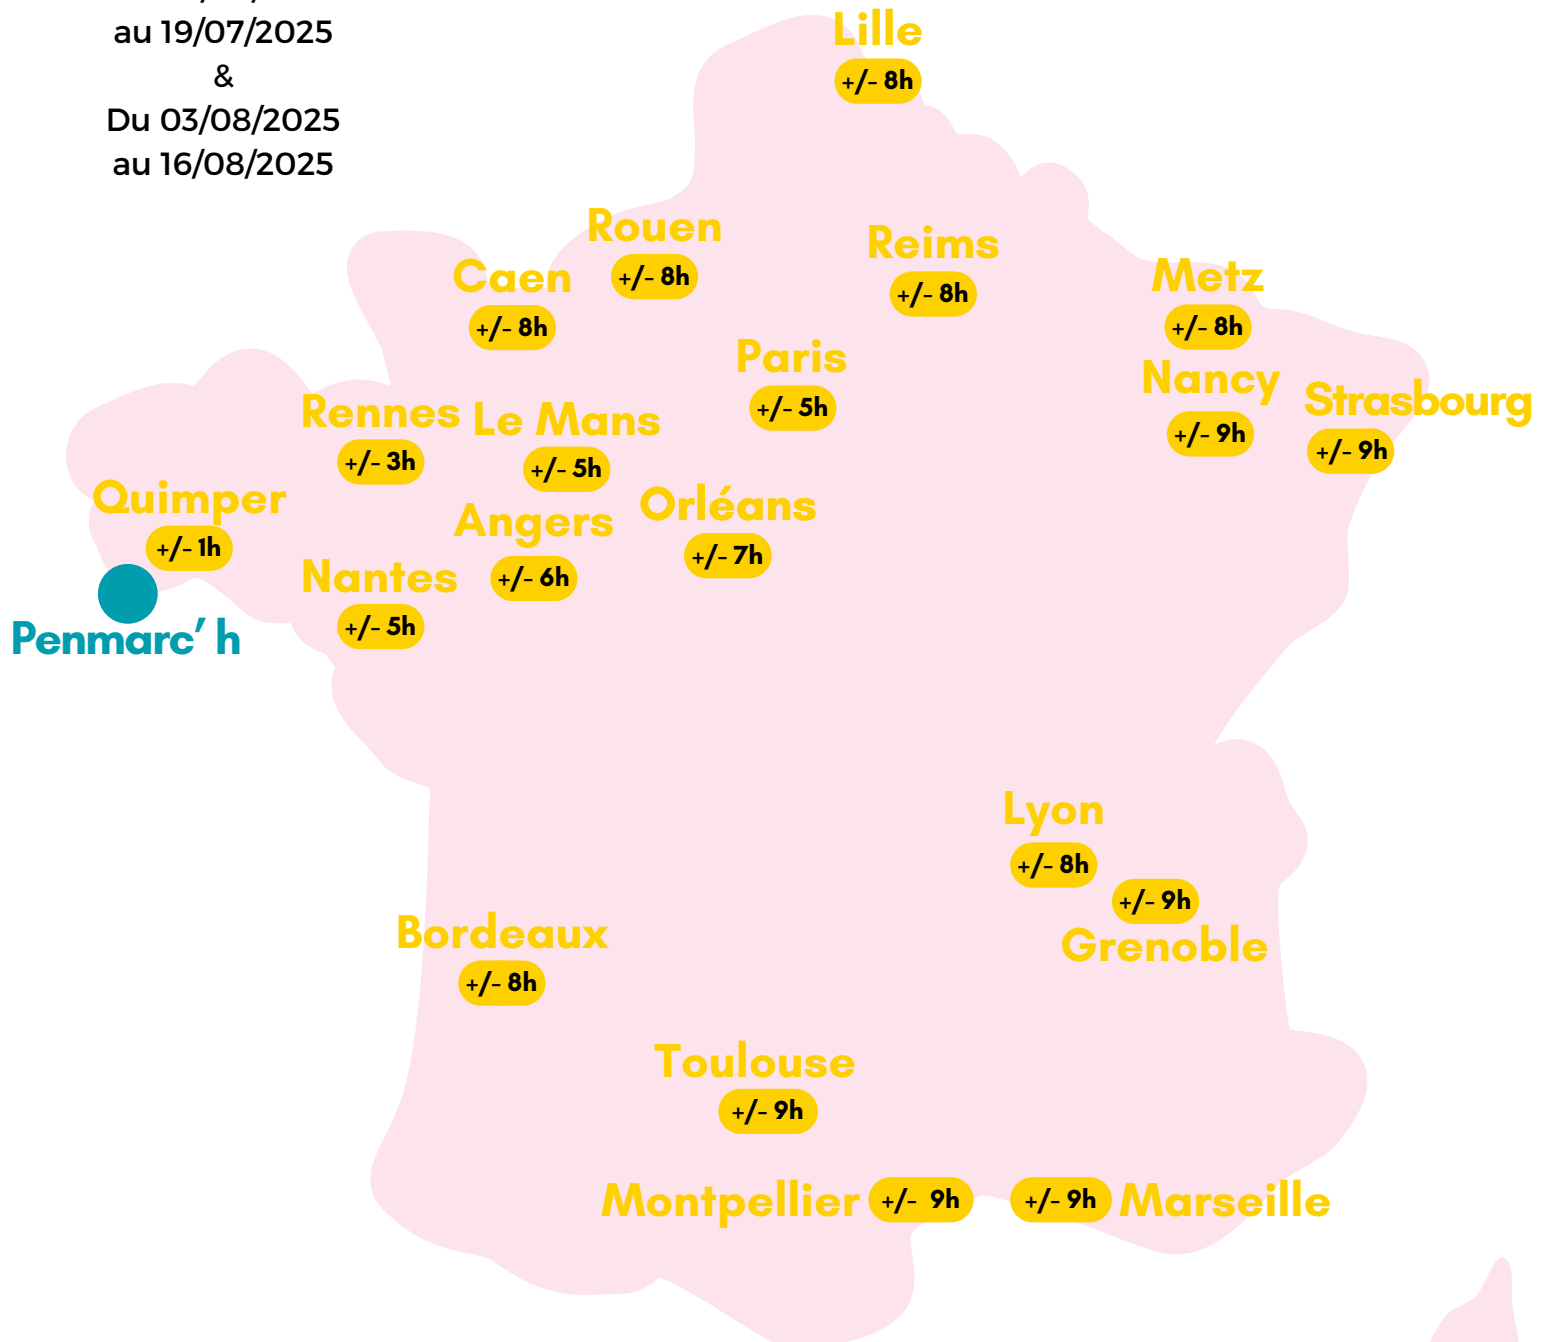 au 19/07/2025
&
Du 03/08/2025
au 16/08/2025
Lille
+/- 8h
Rouen
+/- 8h
Reims
+/- 8h
Caen
+/- 8h
Metz
+/- 8h
Paris
+/- 5h
Nancy
+/- 9h
Strasbourg
+/- 9h
Rennes
+/- 3h
Le Mans
+/- 5h
Quimper
+/- 1h
Orléans
+/- 7h
Angers
+/- 6h
Nantes
+/- 5h
Penmarc’ h
Lyon
+/- 8h
+/- 9h
Grenoble
Bordeaux
+/- 8h
Toulouse
+/- 9h
Montpellier +/- 9h
+/- 9h Marseille